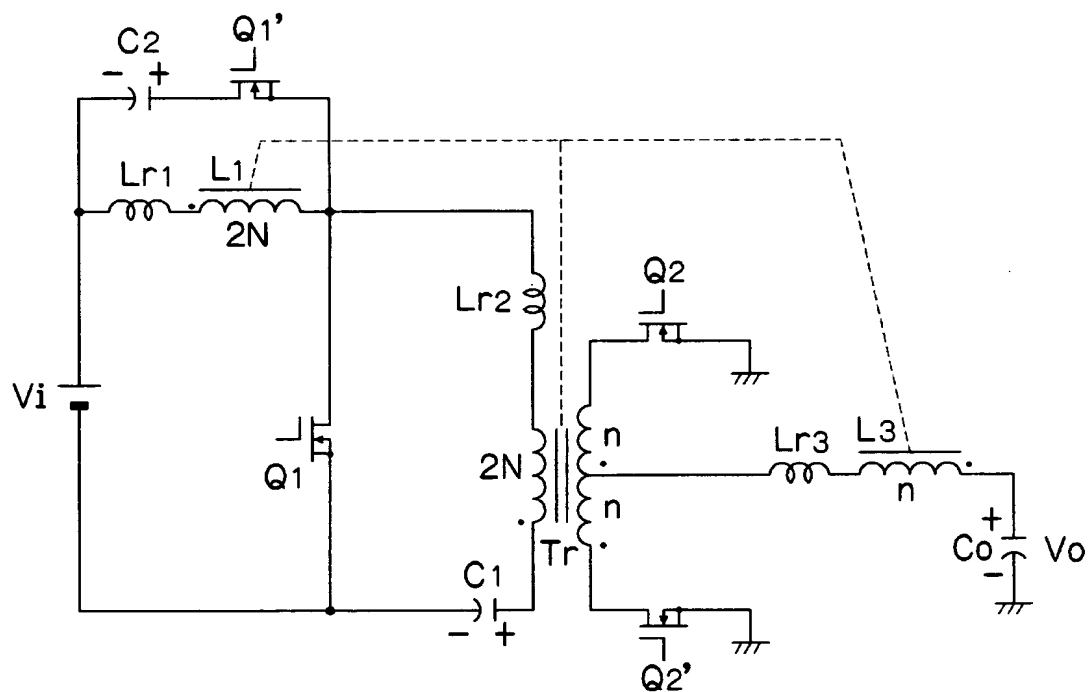 Q1'
C2
- +
Lr1
L1
2N
Q2
Lr2
Vi
Q1
2N
n
n
Lr3
L3
n
Tr
C1
- +
+
Co
-
Vo
Q2'